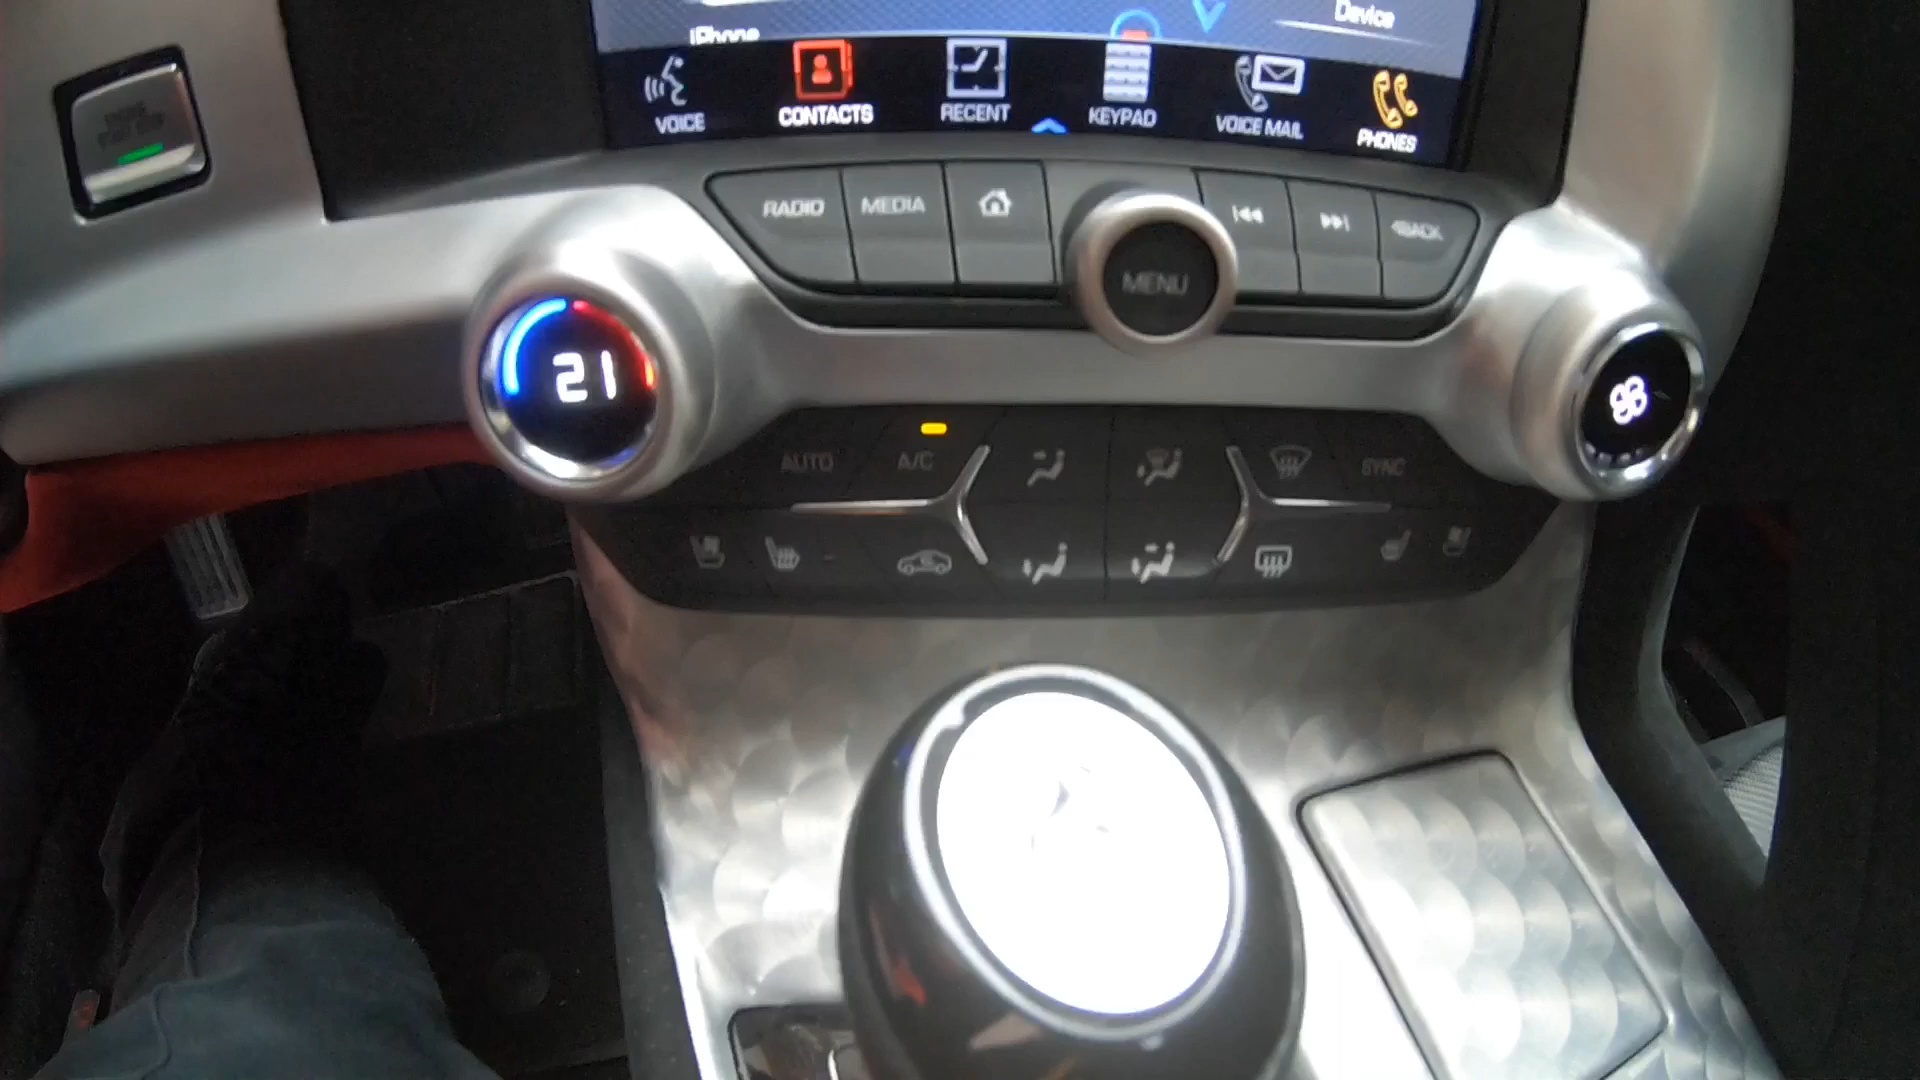 iPhone
Device
VOICE
CONTACTS
RECENT
KEYPAD
VOICE MAIL
PHONES
RADIO
MEDIA
BACK
MENU
21
AUTO
A/C
SYNC